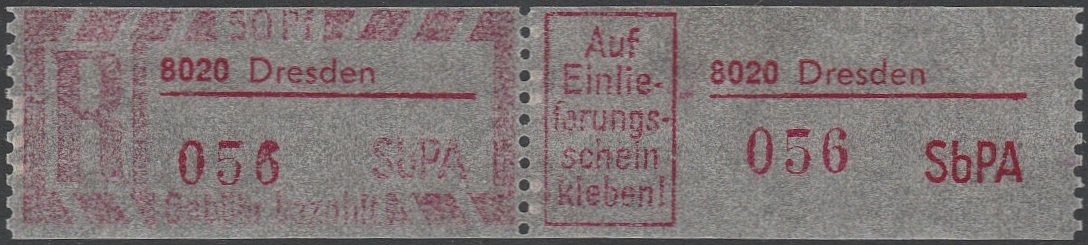 50 Pf
R
8020 Dresden
056
SbPA
Gebühr bezahlt A
Auf
Einlie-
ferungs-
schein
kleben!
8020 Dresden
056
SbPA